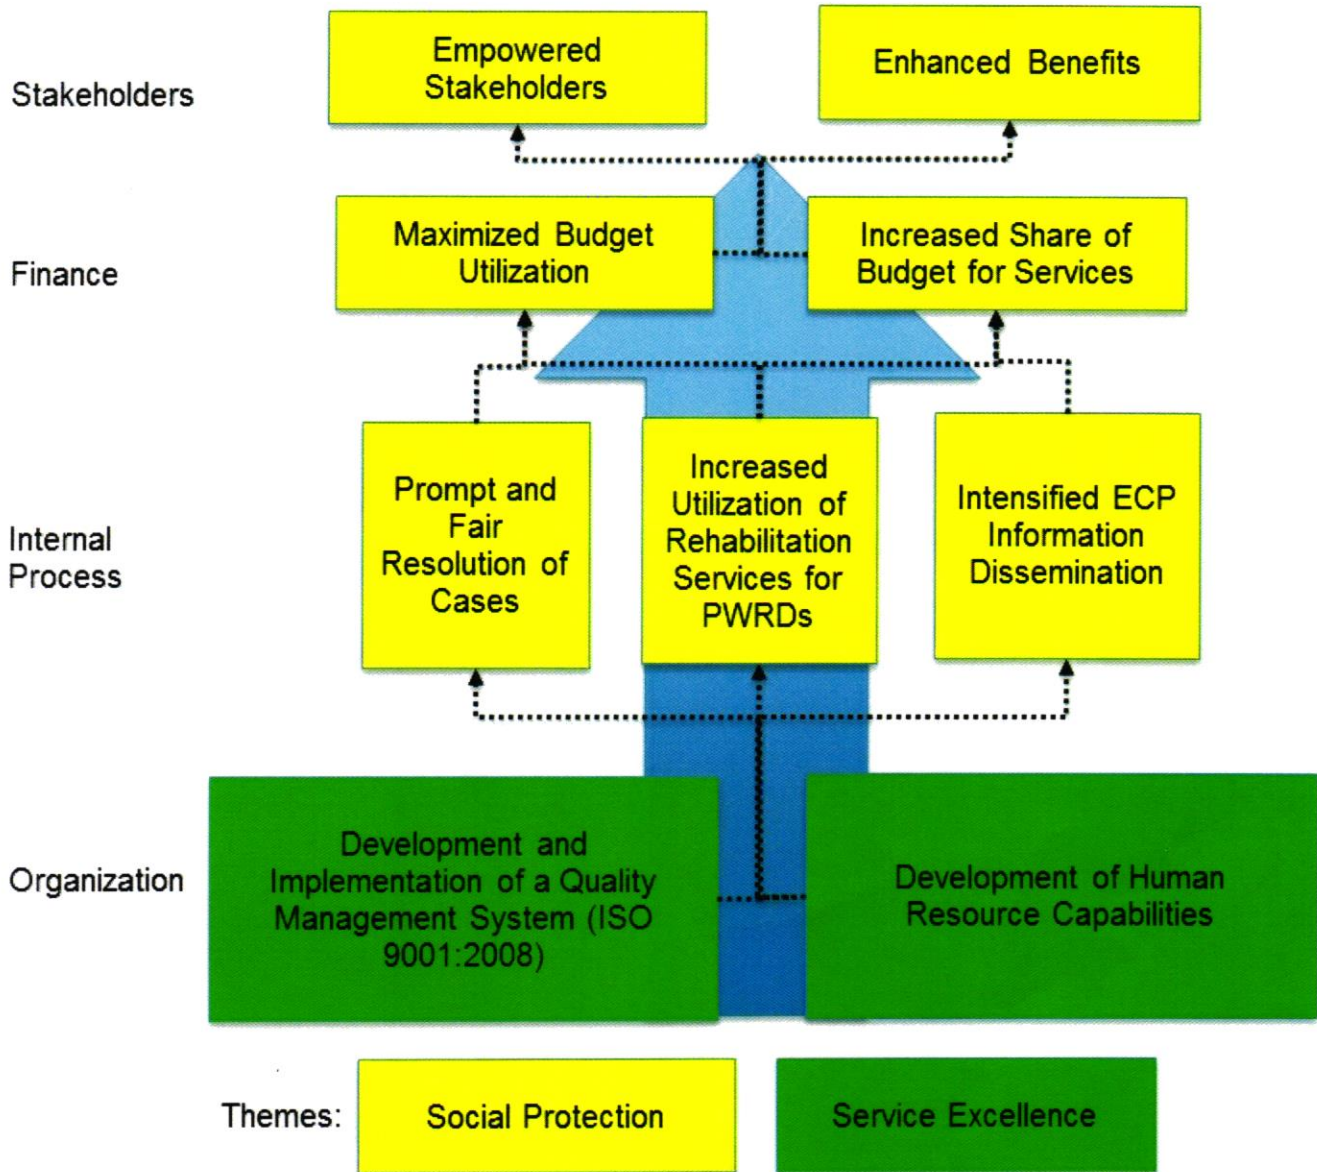 Stakeholders
Empowered
Stakeholders
Enhanced Benefits
Finance
Maximized Budget
Utilization
Increased Share of
Budget for Services
Internal
Process
Prompt and
Fair
Resolution of
Cases
Increased
Utilization of
Rehabilitation
Services for
PWRDs
Intensified ECP
Information
Dissemination
Organization
Development and
Implementation of a Quality
Management System (ISO
9001:2008)
Development of Human
Resource Capabilities
Themes:
Social Protection
Service Excellence